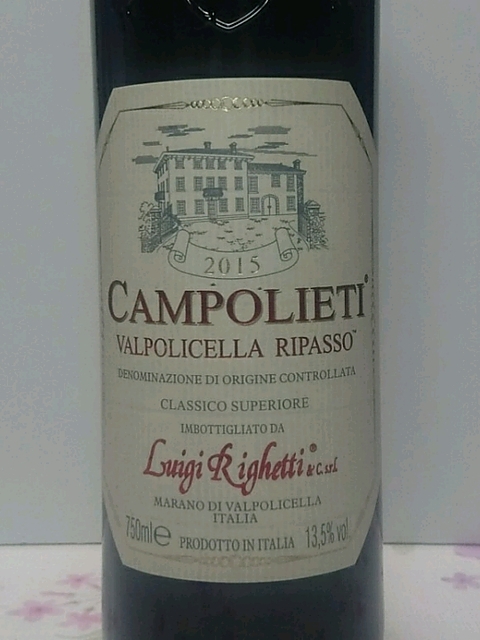 2015
CAMPOLIETI®
VALPOLICELLA RIPASSO™
DENOMINAZIONE DI ORIGINE CONTROLLATA
CLASSICO SUPERIORE
IMBOTTIGLIATO DA
Luigi Righetti® & C. s.r.l.
MARANO DI VALPOLICELLA
ITALIA
750ml e PRODOTTO IN ITALIA 13,5% vol.